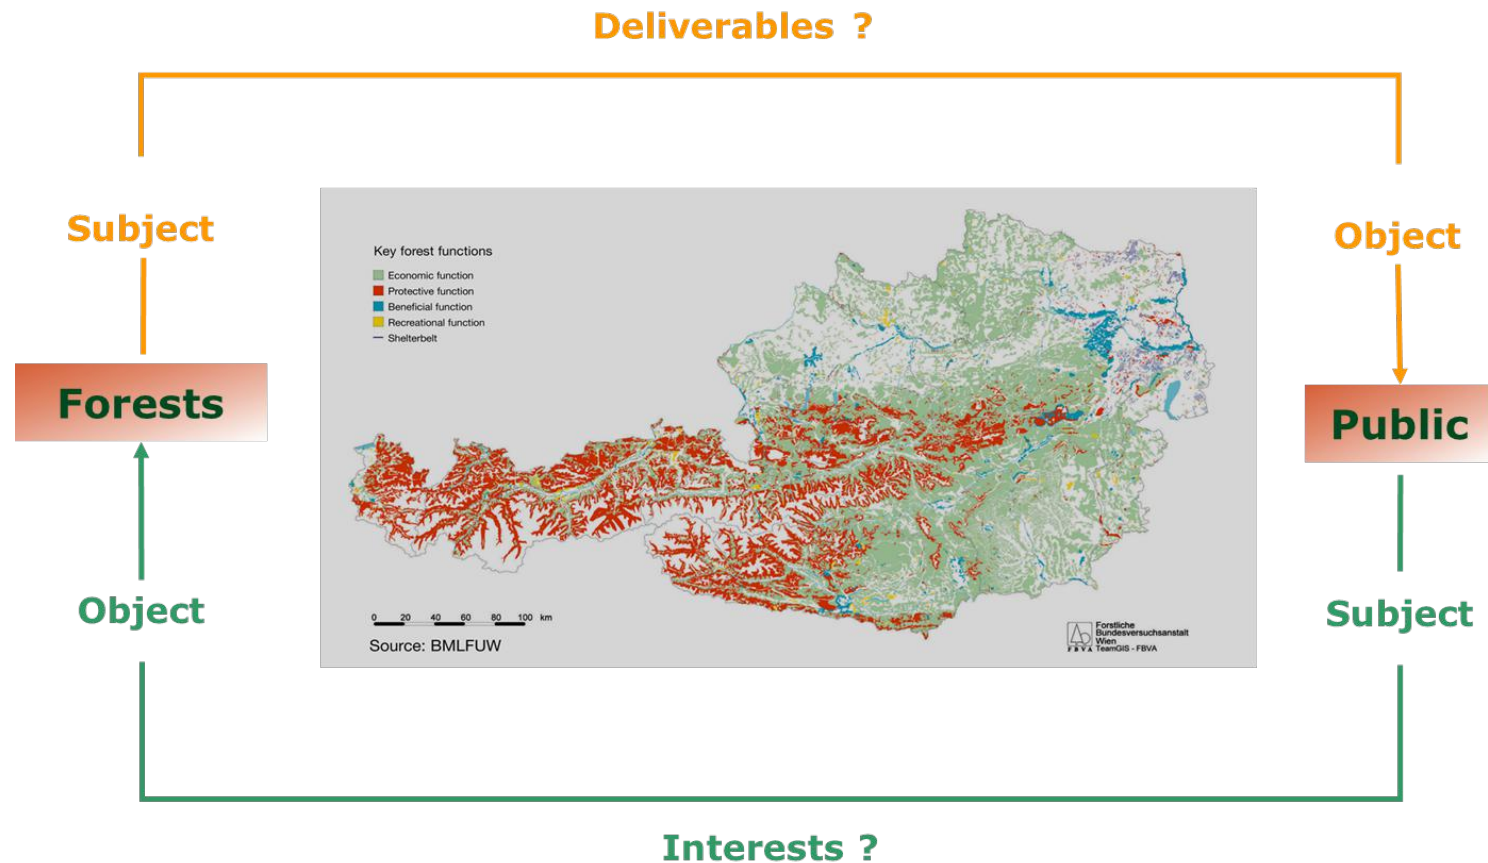 Deliverables ?
Subject
Object
Key forest functions
Economic function
Protective function
Beneficial function
Recreational function
Shelterbelt
Forests
Public
Object
Subject
0 20 40 60 80 100 km
Source: BMLFUW
Forstliche
Bundesversuchsanstalt
Wien
FBVA TeamGIS - FBVA
Interests ?